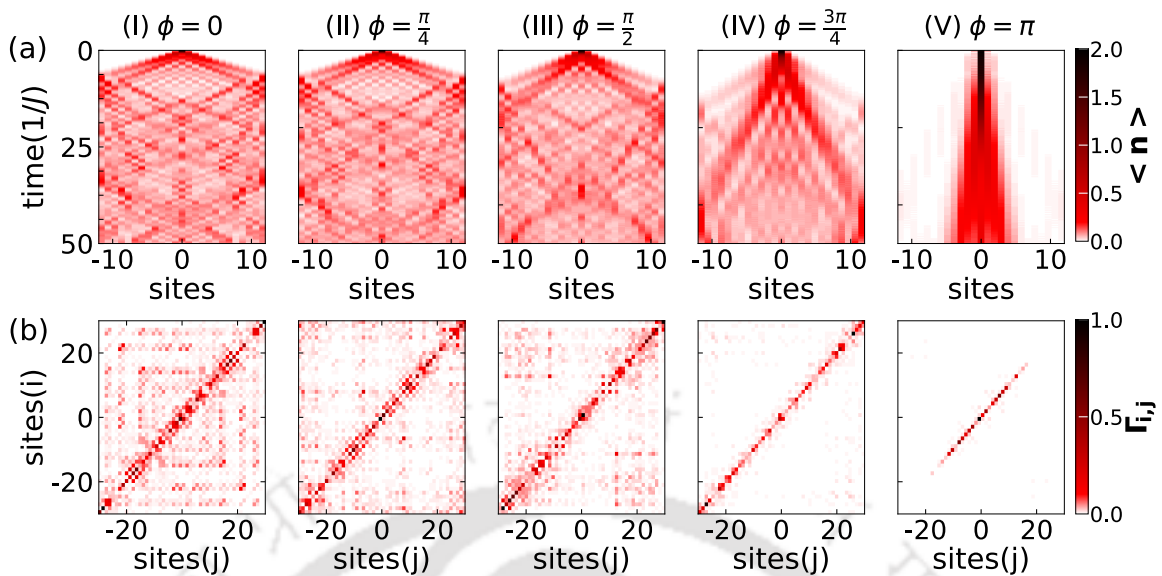 (I) ϕ = 0 (II) ϕ = π/4 (III) ϕ = π/2 (IV) ϕ = 3π/4 (V) ϕ = π
(a)
time(1/J)
0
25
50
-10 0 10
sites
-10 0 10
sites
-10 0 10
sites
-10 0 10
sites
-10 0 10
sites
2.0
1.5
1.0
0.5
0.0
< n >
(b)
sites(i)
20
0
-20
-20 0 20
sites(j)
-20 0 20
sites(j)
-20 0 20
sites(j)
-20 0 20
sites(j)
-20 0 20
sites(j)
1.0
0.5
0.0
Γi,j